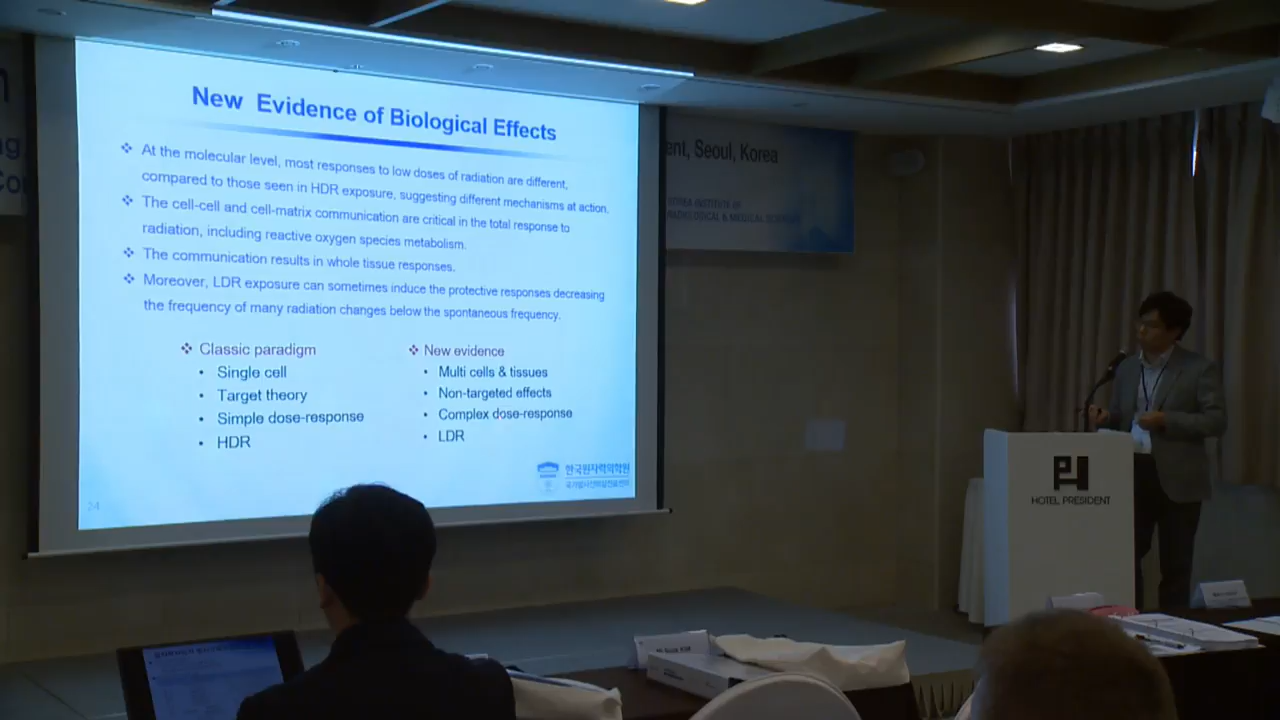 New Evidence of Biological Effects
❖ At the molecular level, most responses to low doses of radiation are different,
compared to those seen in HDR exposure, suggesting different mechanisms at action.
❖ The cell-cell and cell-matrix communication are critical in the total response to
radiation, including reactive oxygen species metabolism.
❖ The communication results in whole tissue responses.
❖ Moreover, LDR exposure can sometimes induce the protective responses decreasing
the frequency of many radiation changes below the spontaneous frequency.
❖ Classic paradigm
• Single cell
• Target theory
• Simple dose-response
• HDR
❖ New evidence
• Multi cells & tissues
• Non-targeted effects
• Complex dose-response
• LDR
한국원자력의학원
24
ent, Seoul, Korea
KOREA INSTITUTE OF
RADIOLOGICAL & MEDICAL
HOTEL PRESIDENT